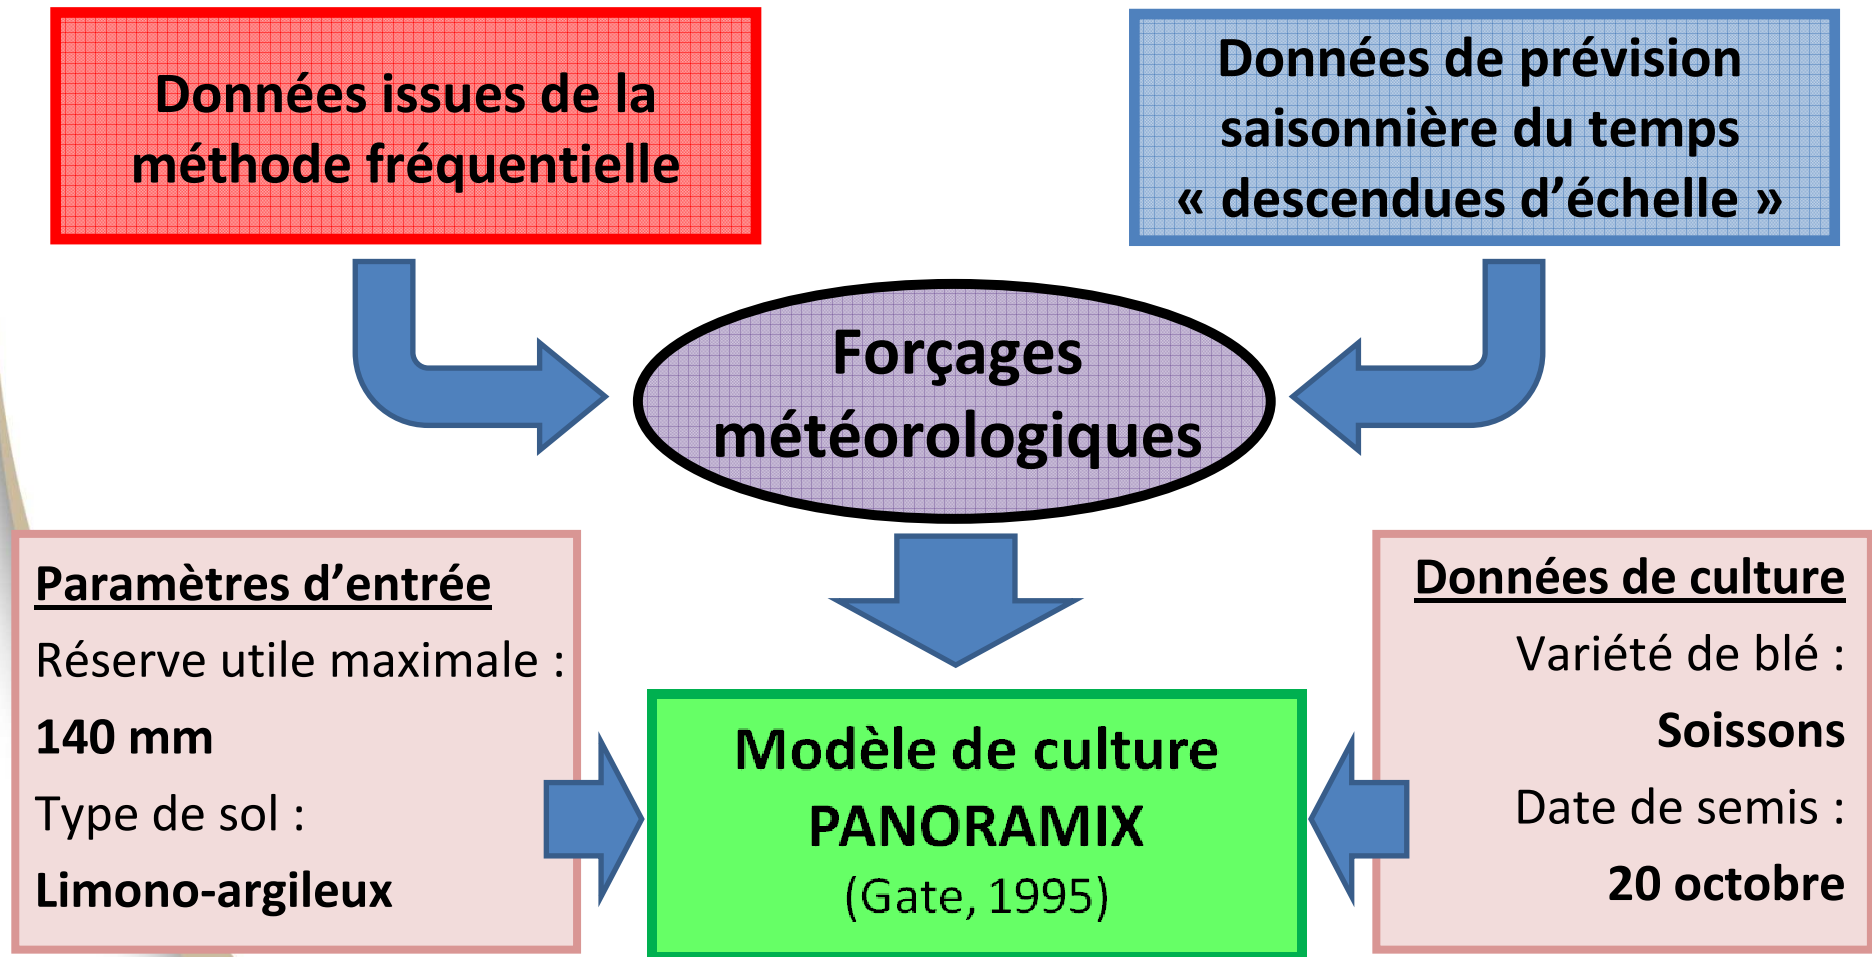 Données issues de la
méthode fréquentielle
Données de prévision
saisonnière du temps
« descendues d’échelle »
Forçages
météorologiques
Paramètres d’entrée
Réserve utile maximale :
140 mm
Type de sol :
Limono-argileux
Modèle de culture
PANORAMIX
(Gate, 1995)
Données de culture
Variété de blé :
Soissons
Date de semis :
20 octobre